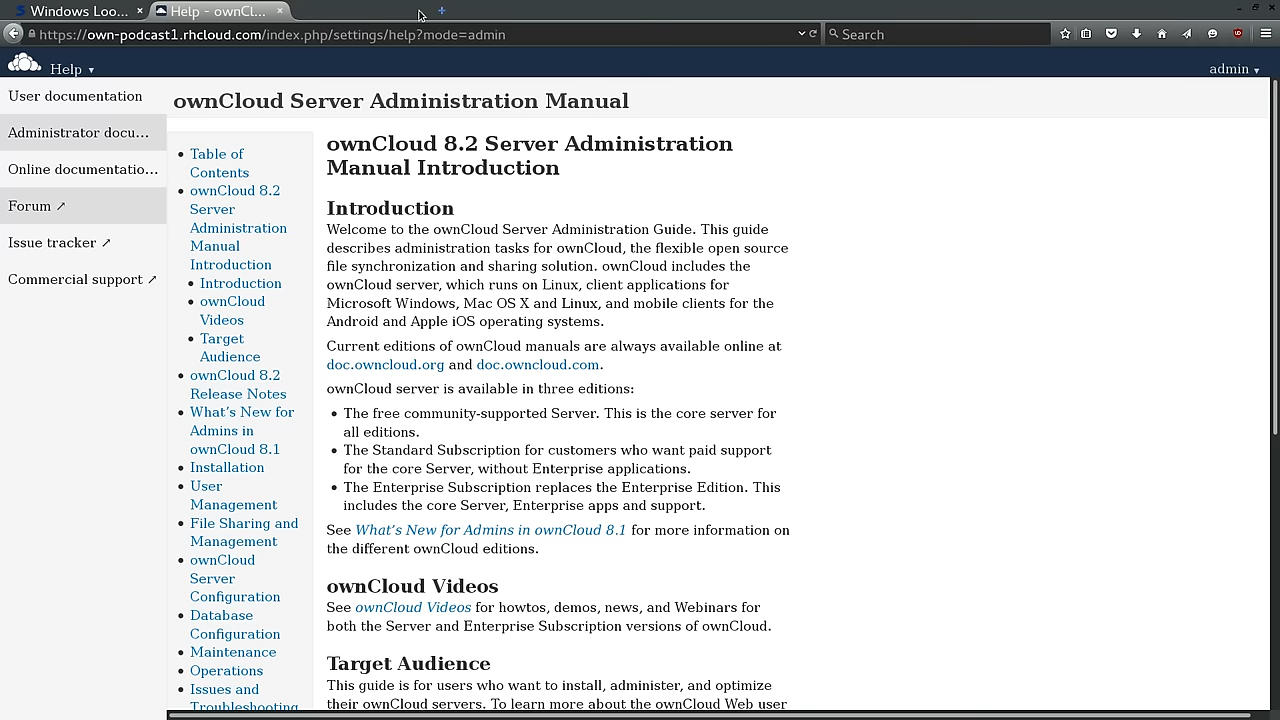 Windows Loo... ×
Help - ownCl... ×
https://own-podcast1.rhcloud.com/index.php/settings/help?mode=admin
Search
Help ▾
admin ▾
User documentation
Administrator docu...
Online documentatio...
Forum ↗
Issue tracker ↗
Commercial support ↗
ownCloud Server Administration Manual
• Table of
Contents
• ownCloud 8.2
Server
Administration
Manual
Introduction
• Introduction
• ownCloud
Videos
• Target
Audience
• ownCloud 8.2
Release Notes
• What's New for
Admins in
ownCloud 8.1
• Installation
• User
Management
• File Sharing and
Management
• ownCloud
Server
Configuration
• Database
Configuration
• Maintenance
• Operations
• Issues and
Troubleshooting
ownCloud 8.2 Server Administration
Manual Introduction
Introduction
Welcome to the ownCloud Server Administration Guide. This guide
describes administration tasks for ownCloud, the flexible open source
file synchronization and sharing solution. ownCloud includes the
ownCloud server, which runs on Linux, client applications for
Microsoft Windows, Mac OS X and Linux, and mobile clients for the
Android and Apple iOS operating systems.
Current editions of ownCloud manuals are always available online at
doc.owncloud.org and doc.owncloud.com.
ownCloud server is available in three editions:
• The free community-supported Server. This is the core server for
all editions.
• The Standard Subscription for customers who want paid support
for the core Server, without Enterprise applications.
• The Enterprise Subscription replaces the Enterprise Edition. This
includes the core Server, Enterprise apps and support.
See What's New for Admins in ownCloud 8.1 for more information on
the different ownCloud editions.
ownCloud Videos
See ownCloud Videos for howtos, demos, news, and Webinars for
both the Server and Enterprise Subscription versions of ownCloud.
Target Audience
This guide is for users who want to install, administer, and optimize
their ownCloud servers. To learn more about the ownCloud Web user